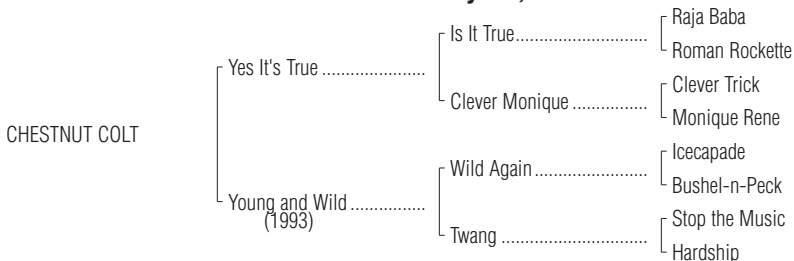 Raja Baba
Is It True
Roman Rockette
Yes It's True
Clever Trick
Clever Monique
Monique Rene
CHESTNUT COLT
Icecapade
Wild Again
Bushel-n-Peck
Young and Wild
(1993)
Stop the Music
Twang
Hardship